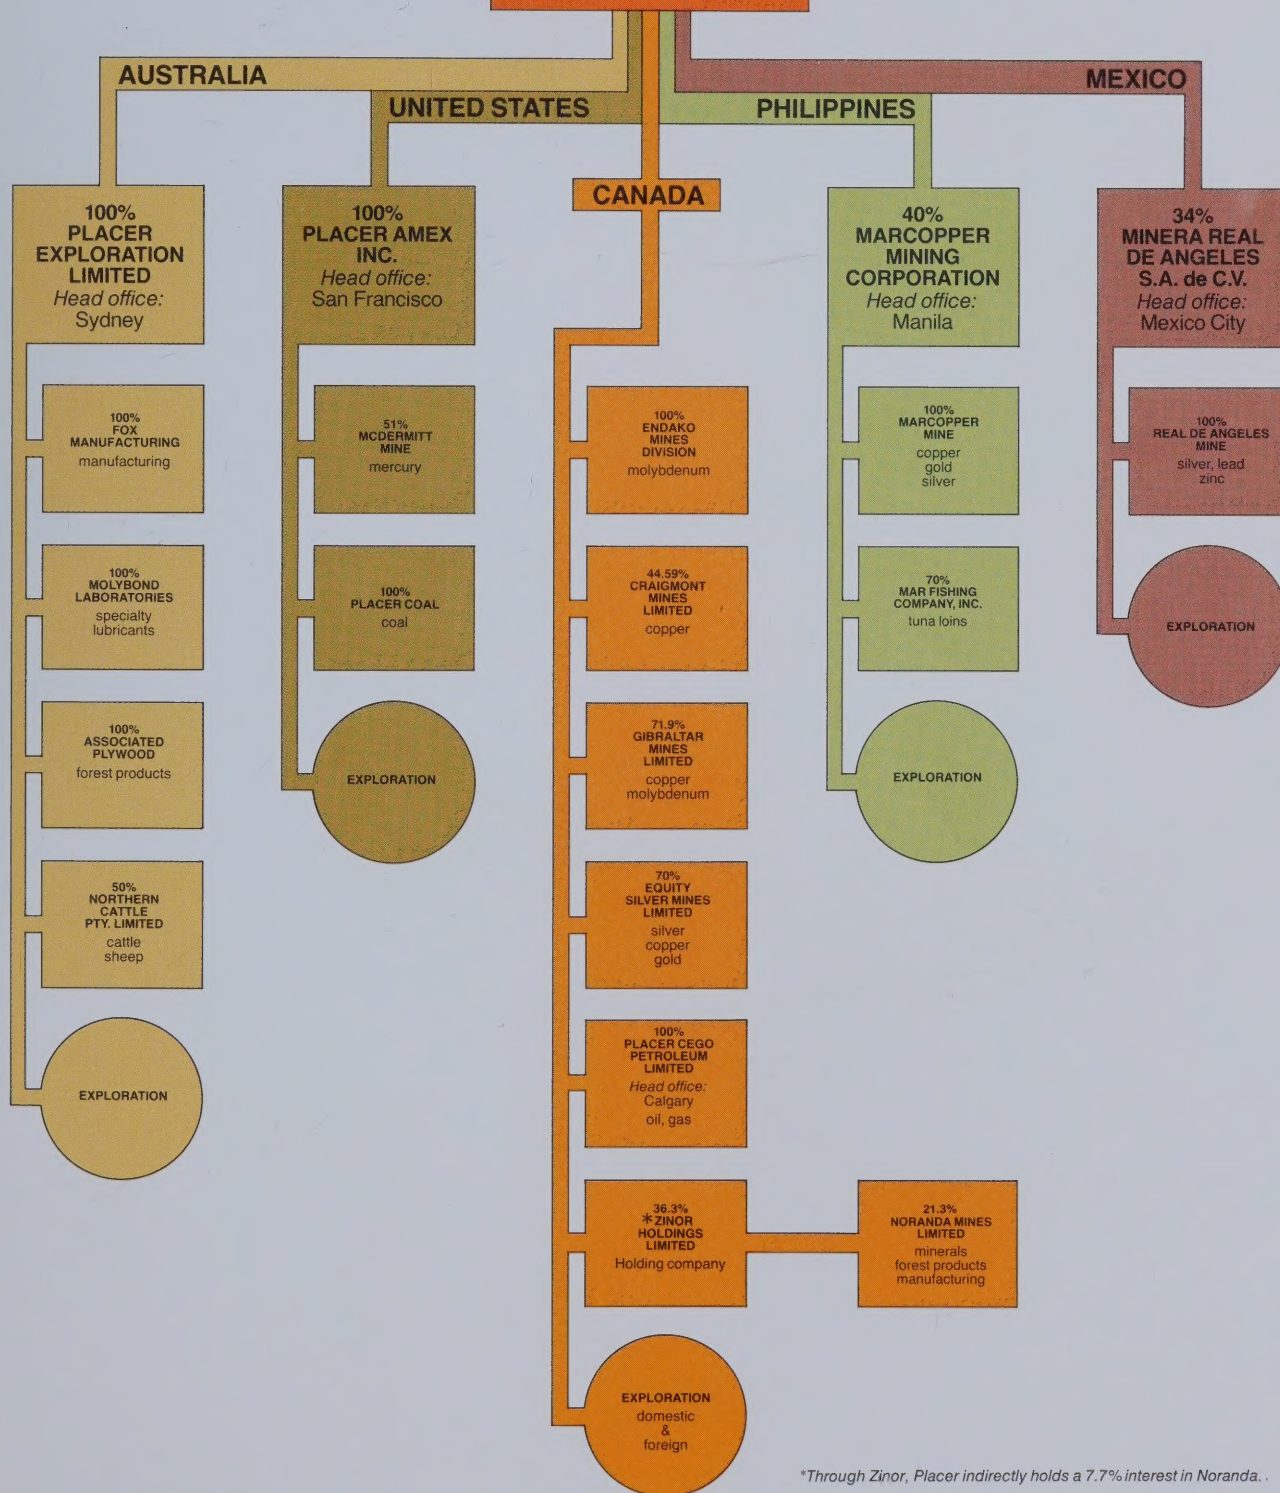 AUSTRALIA
UNITED STATES
CANADA
PHILIPPINES
MEXICO
100%
PLACER
EXPLORATION
LIMITED
Head office:
Sydney
100%
FOX
MANUFACTURING
manufacturing
100%
MOLYBOND
LABORATORIES
specialty
lubricants
100%
ASSOCIATED
PLYWOOD
forest products
50%
NORTHERN
CATTLE
PTY. LIMITED
cattle
sheep
EXPLORATION
100%
PLACER AMEX
INC.
Head office:
San Francisco
51%
MCDERMITT
MINE
mercury
100%
PLACER COAL
coal
EXPLORATION
100%
ENDAKO
MINES
DIVISION
molybdenum
44.59%
CRAIGMONT
MINES
LIMITED
copper
71.9%
GIBRALTAR
MINES
LIMITED
copper
molybdenum
70%
EQUITY
SILVER MINES
LIMITED
silver
copper
gold
100%
PLACER CEGO
PETROLEUM
LIMITED
Head office:
Calgary
oil, gas
36.3%
*ZINOR
HOLDINGS
LIMITED
Holding company
21.3%
NORANDA MINES
LIMITED
minerals
forest products
manufacturing
EXPLORATION
domestic
&
foreign
40%
MARCOPPER
MINING
CORPORATION
Head office:
Manila
100%
MARCOPPER
MINE
copper
gold
silver
70%
MAR FISHING
COMPANY, INC.
tuna loins
EXPLORATION
34%
MINERA REAL
DE ANGELES
S.A. de C.V.
Head office:
Mexico City
100%
REAL DE ANGELES
MINE
silver, lead
zinc
EXPLORATION
*Through Zinor, Placer indirectly holds a 7.7% interest in Noranda.